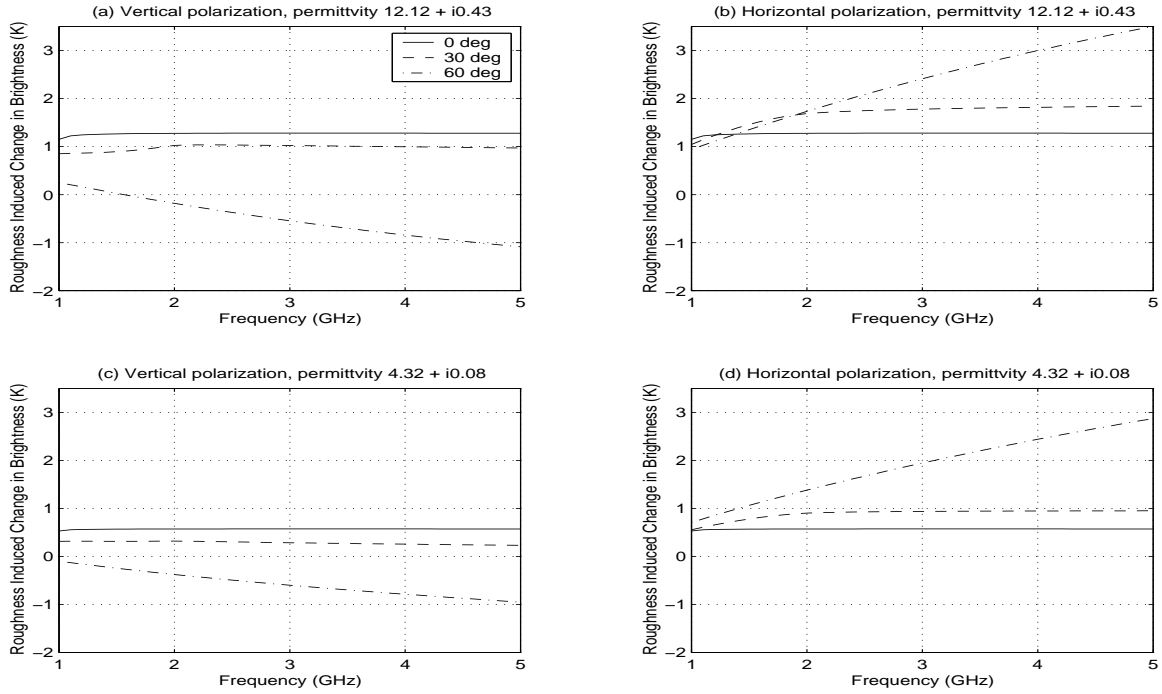 (a) Vertical polarization, permittvity 12.12 + i0.43
Roughness Induced Change in Brightness (K)
3
2
1
0
−1
−2
0 deg
30 deg
60 deg
1 2 3 4 5
Frequency (GHz)
(b) Horizontal polarization, permittvity 12.12 + i0.43
Roughness Induced Change in Brightness (K)
3
2
1
0
−1
−2
1 2 3 4 5
Frequency (GHz)
(c) Vertical polarization, permittvity 4.32 + i0.08
Roughness Induced Change in Brightness (K)
3
2
1
0
−1
−2
1 2 3 4 5
Frequency (GHz)
(d) Horizontal polarization, permittvity 4.32 + i0.08
Roughness Induced Change in Brightness (K)
3
2
1
0
−1
−2
1 2 3 4 5
Frequency (GHz)